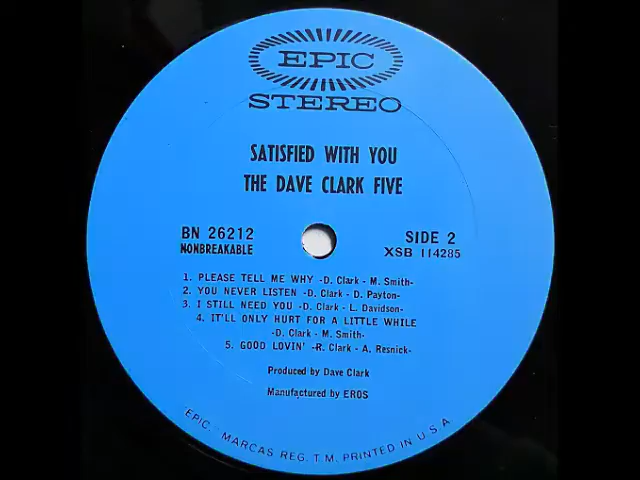 EPIC
STEREO
SATISFIED WITH YOU
THE DAVE CLARK FIVE
BN 26212
NONBREAKABLE
SIDE 2
XSB 114285
1. PLEASE TELL ME WHY -D. Clark - M. Smith-
2. YOU NEVER LISTEN -D. Clark - D. Payton-
3. I STILL NEED YOU -D. Clark - L. Davidson-
4. IT'LL ONLY HURT FOR A LITTLE WHILE
-D. Clark - M. Smith-
5. GOOD LOVIN' -R. Clark - A. Resnick-
Produced by Dave Clark
Manufactured by EROS
"EPIC," MARCAS REG. T.M. PRINTED IN U.S.A.